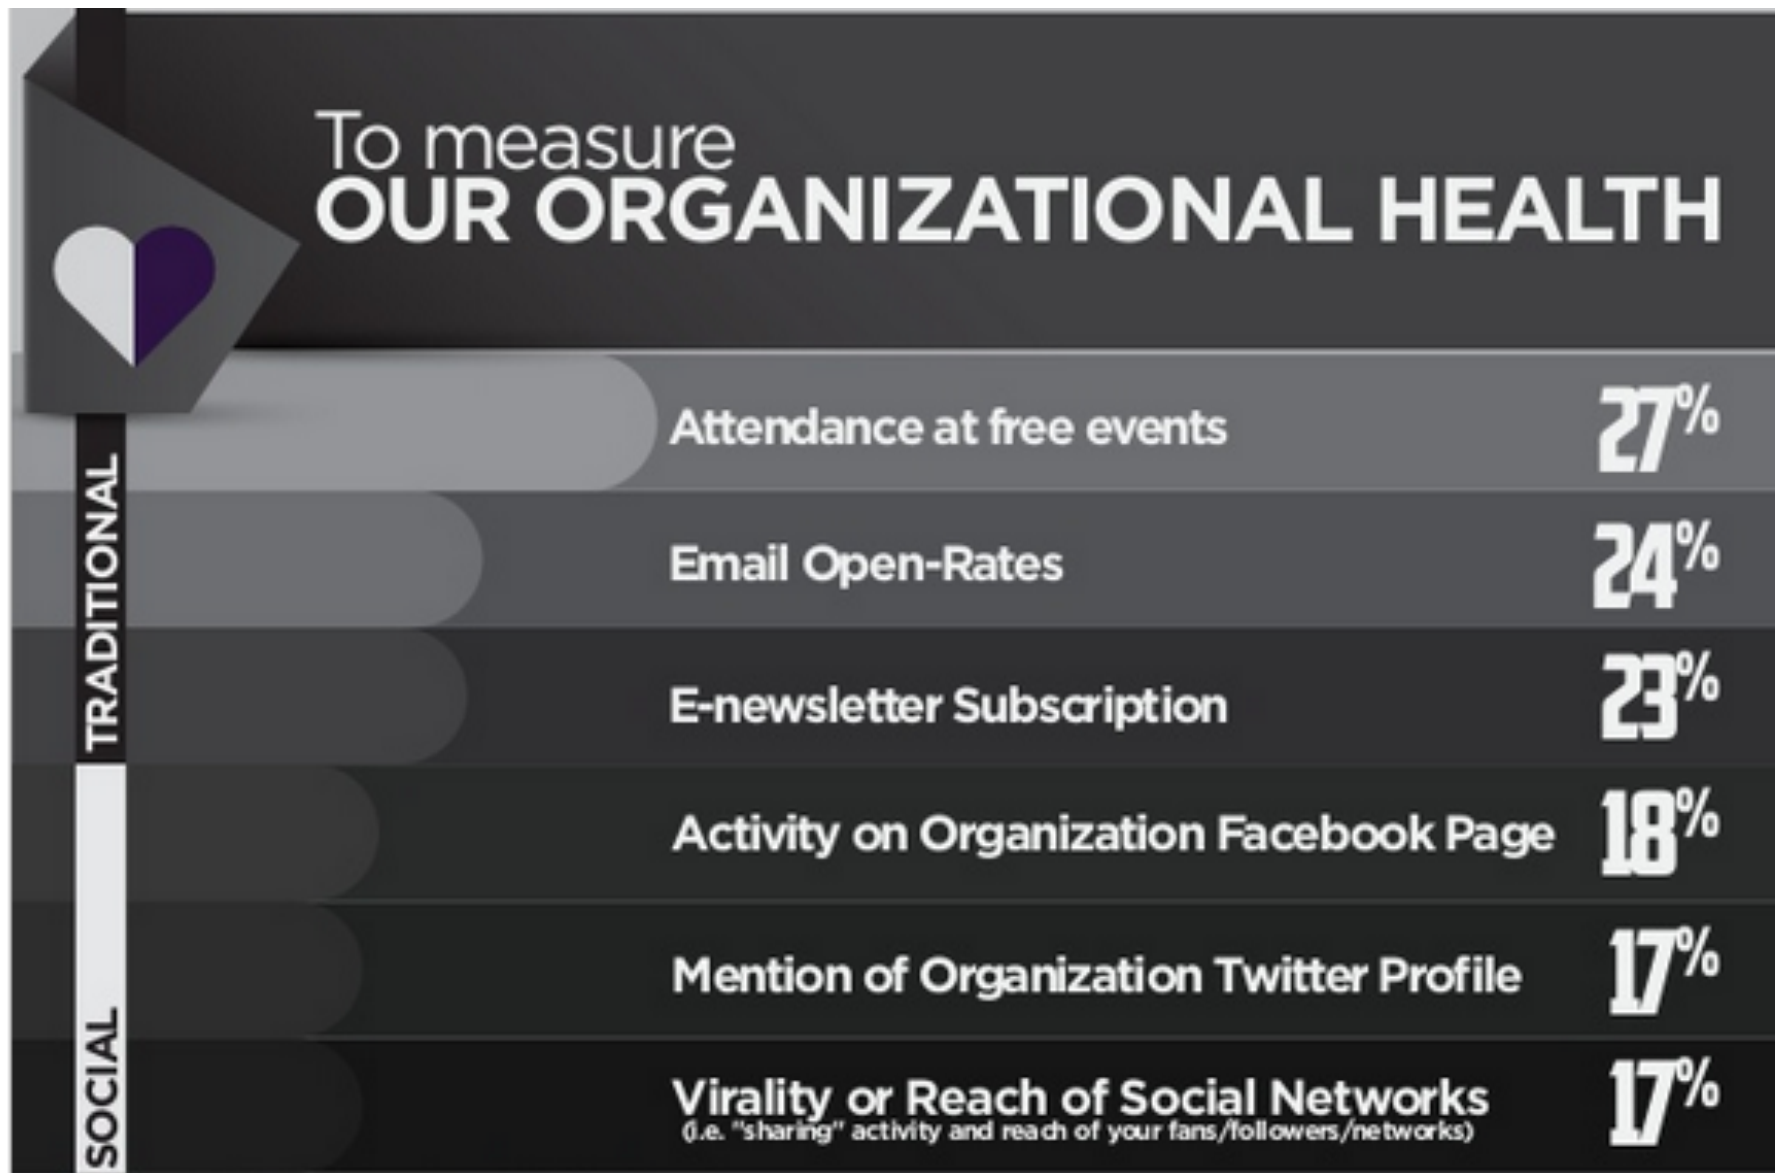 To measure
OUR ORGANIZATIONAL HEALTH
TRADITIONAL
Attendance at free events 27%
Email Open-Rates 24%
E-newsletter Subscription 23%
SOCIAL
Activity on Organization Facebook Page 18%
Mention of Organization Twitter Profile 17%
Virality or Reach of Social Networks 17%
(i.e. "sharing" activity and reach of your fans/followers/networks)